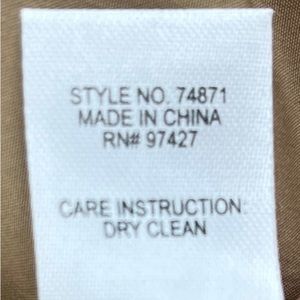 STYLE NO. 74871
MADE IN CHINA
RN# 97427
CARE INSTRUCTION:
DRY CLEAN